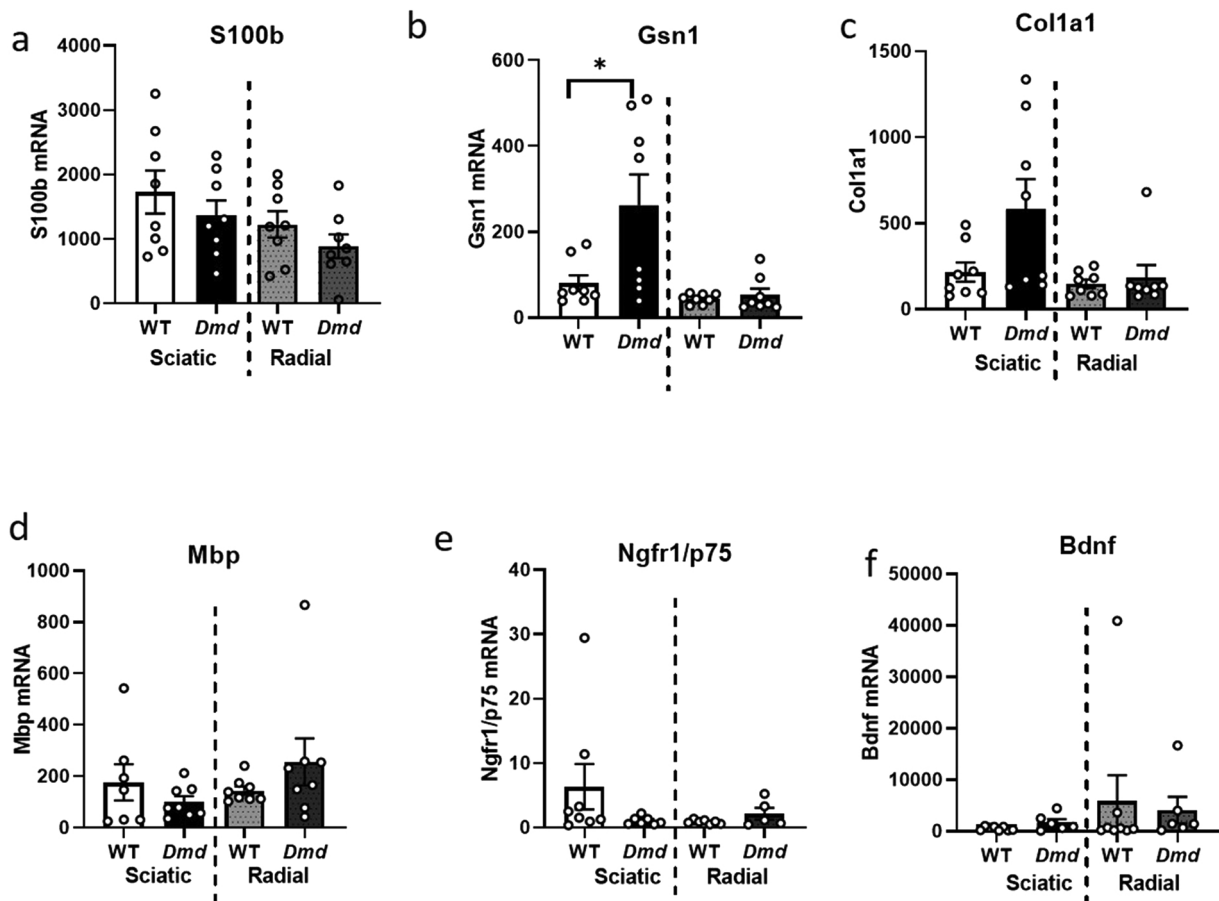 a
S100b
4000
3000
2000
1000
0
S100b mRNA
WT Dmd WT Dmd
Sciatic Radial
b
Gsn1
*
600
400
200
0
Gsn1 mRNA
WT Dmd WT Dmd
c
Col1a1
1500
1000
500
0
Col1a1
WT Dmd WT Dmd
Sciatic Radial
d
Mbp
1000
800
600
400
200
0
Mbp mRNA
WT Dmd WT Dmd
Sciatic Radial
e
Ngfr1/p75
40
30
20
10
0
Ngfr1/p75 mRNA
WT Dmd WT Dmd
Sciatic Radial
f
Bdnf
50000
40000
30000
20000
10000
0
Bdnf mRNA
WT Dmd WT Dmd
Sciatic Radial